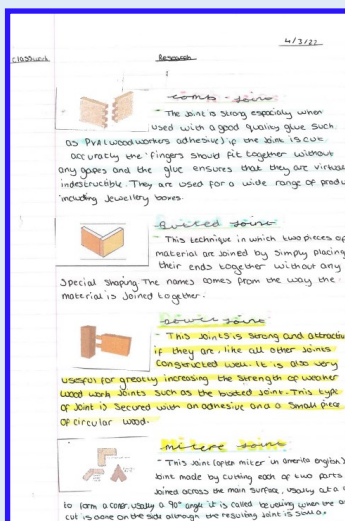 4/3/22
classwork
Research
comb joint
- The joint is strong especially when
used with a good quality glue such
as PVA (woodworkers adhesive) if the joint is cut
accurately the fingers should fit together without
any gapes and the glue ensures that they are virtually
indestructible. They are used for a wide range of produ
including Jewellery boxes.
Butted joint
- This technique in which two pieces of
material are joined by simply placing
their ends together without any
special shaping The names comes from the way the
material is joined together.
dowel joint
- This joints is strong and attractiv
if they are, like all other joints
constructed well. It is also very
useful for greatly increasing the strength of weaker
wood work joints such as the butted joint. This type
of joint is secured with an adhesive and a small piece
of circular wood.
mitere joint
- This joint (often miter in america english)
joint made by cutting each of two parts
joined across the main surface, usually at a
to form a coner. usually a 90° angle it is called beveling when the
cut is done on the side although the resulting joint is